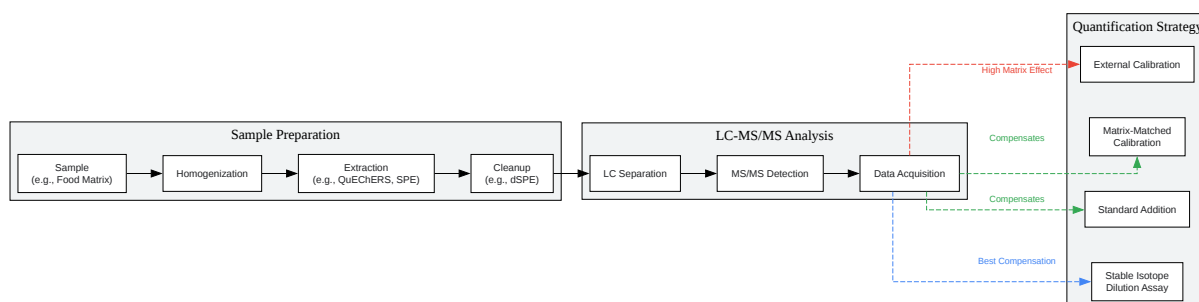 Sample Preparation
Sample
(e.g., Food Matrix)
Homogenization
Extraction
(e.g., QuEChERS, SPE)
Cleanup
(e.g., dSPE)
LC-MS/MS Analysis
LC Separation
MS/MS Detection
Data Acquisition
High Matrix Effect
Compensates
Compensates
Best Compensation
Quantification Strategy
External Calibration
Matrix-Matched
Calibration
Standard Addition
Stable Isotope
Dilution Assay